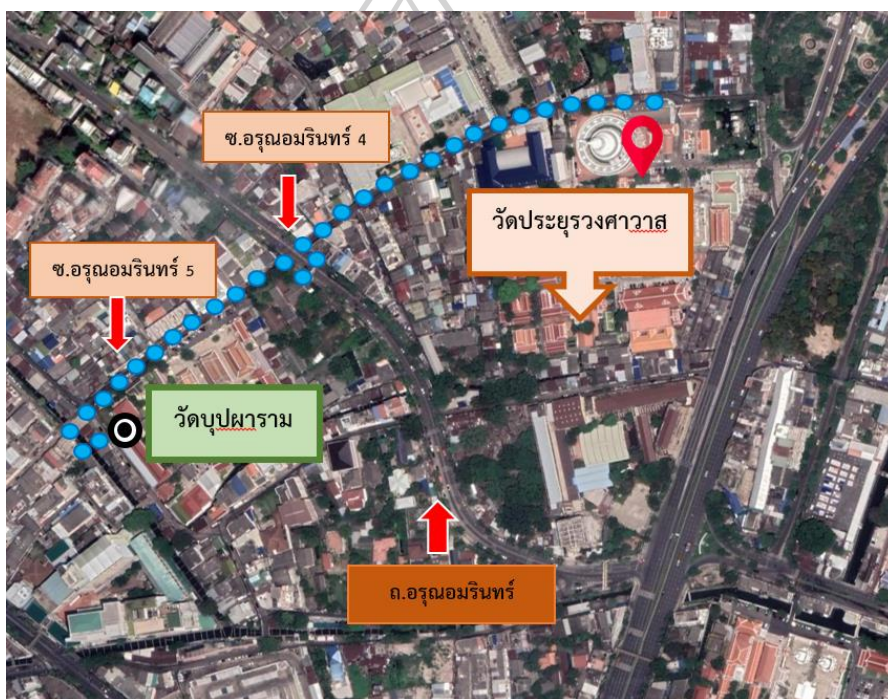 ซ.อรุณอมรินทร์ 4
วัดประยุรวงศาวาส
ซ.อรุณอมรินทร์ 5
วัดบุปผาราม
ถ.อรุณอมรินทร์